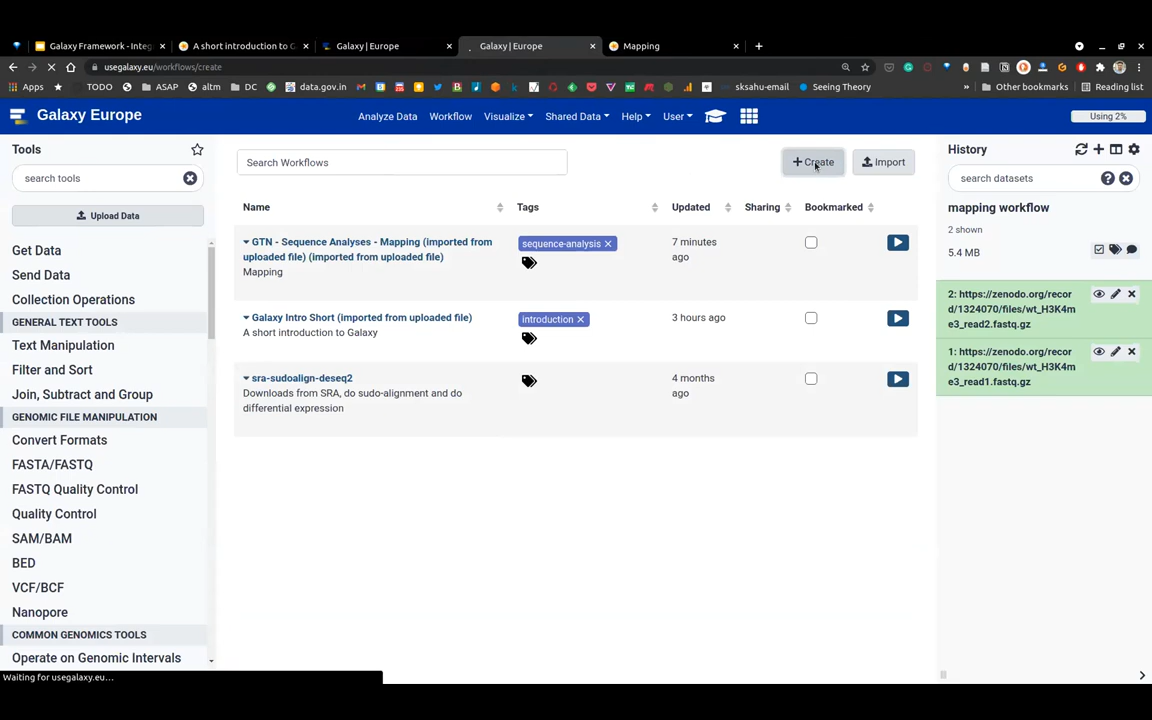 Galaxy Framework - Integ
A short introduction to G
Galaxy | Europe
Galaxy | Europe
Mapping
usegalaxy.eu/workflows/create
Apps
TODO
ASAP
altm
DC
data.gov.in
sksahu-email
Seeing Theory
»
Other bookmarks
Reading list
Galaxy Europe
Analyze Data
Workflow
Visualize
Shared Data
Help
User
Using 2%
Tools
search tools
Upload Data
Get Data
Send Data
Collection Operations
GENERAL TEXT TOOLS
Text Manipulation
Filter and Sort
Join, Subtract and Group
GENOMIC FILE MANIPULATION
Convert Formats
FASTA/FASTQ
FASTQ Quality Control
Quality Control
SAM/BAM
BED
VCF/BCF
Nanopore
COMMON GENOMICS TOOLS
Operate on Genomic Intervals
Waiting for usegalaxy.eu...
Search Workflows
+ Create
Import
Name
Tags
Updated
Sharing
Bookmarked
GTN - Sequence Analyses - Mapping (imported from
uploaded file) (imported from uploaded file)
Mapping
sequence-analysis
7 minutes
ago
Galaxy Intro Short (imported from uploaded file)
A short introduction to Galaxy
introduction
3 hours ago
sra-sudoalign-deseq2
Downloads from SRA, do sudo-alignment and do
differential expression
4 months
ago
History
search datasets
mapping workflow
2 shown
5.4 MB
2: https://zenodo.org/recor
d/1324070/files/wt_H3K4m
e3_read2.fastq.gz
1: https://zenodo.org/recor
d/1324070/files/wt_H3K4m
e3_read1.fastq.gz